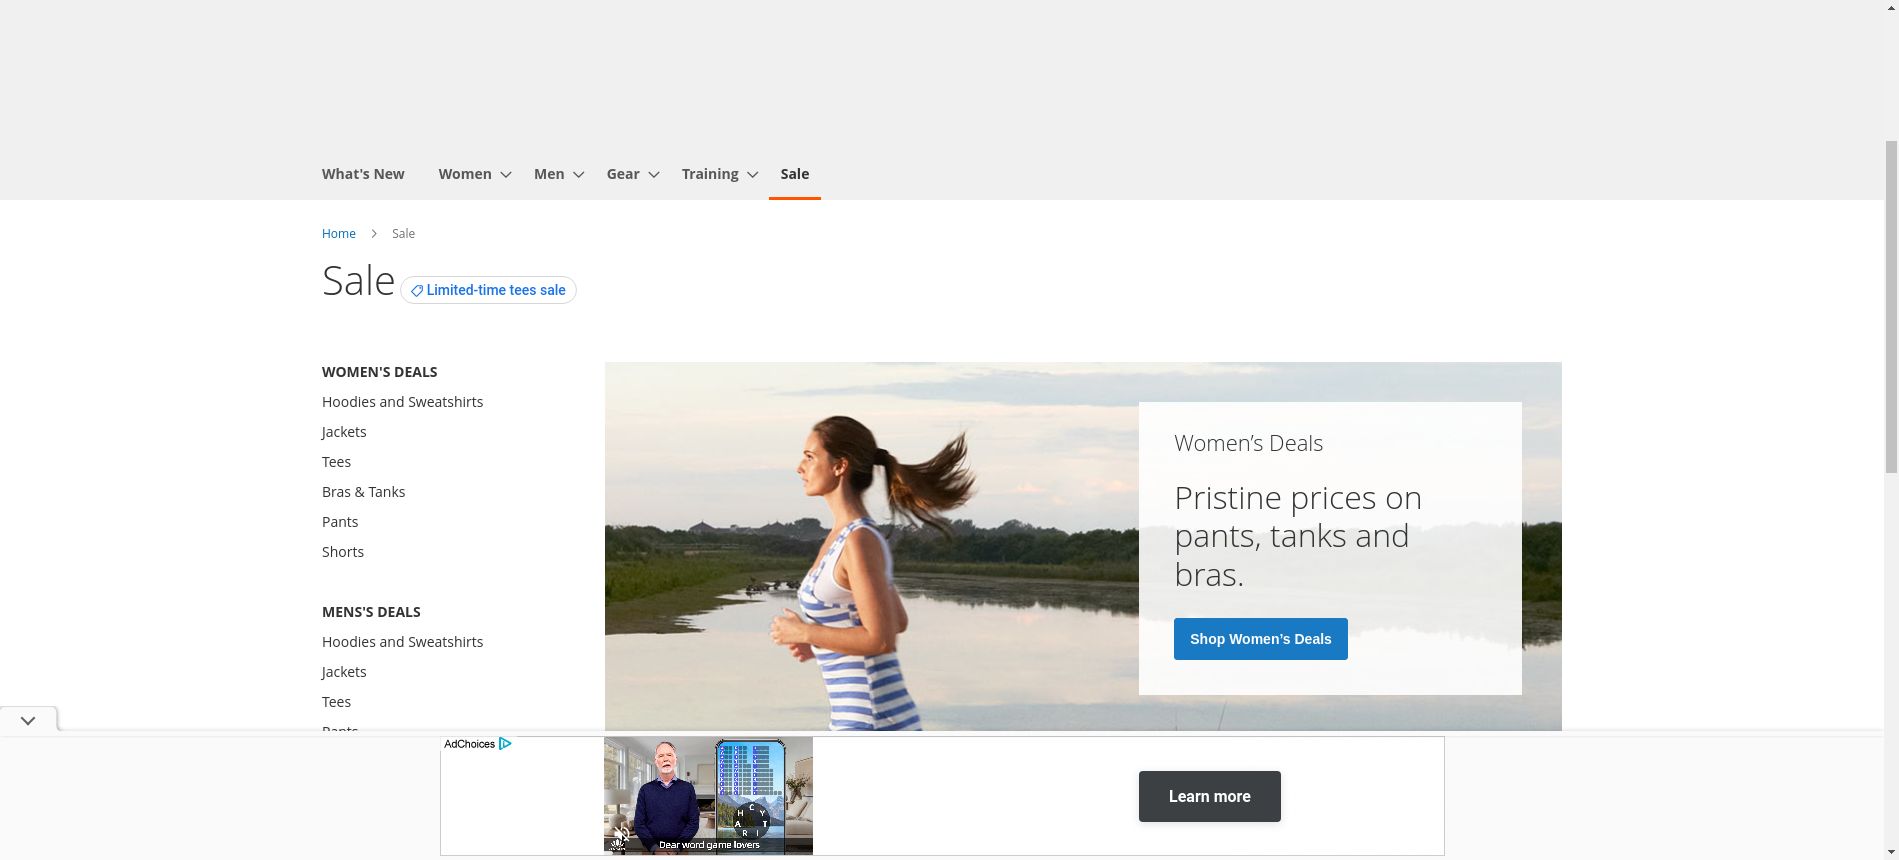 What's New Women Men Gear Training Sale
Home Sale
Sale Limited-time tees sale
WOMEN'S DEALS
Hoodies and Sweatshirts
Jackets
Tees
Bras & Tanks
Pants
Shorts
MENS'S DEALS
Hoodies and Sweatshirts
Jackets
Tees
Pants
Women’s Deals
Pristine prices on
pants, tanks and
bras.
Shop Women’s Deals
AdChoices
C
H Y
A T
R I
Dear word game lovers
Learn more